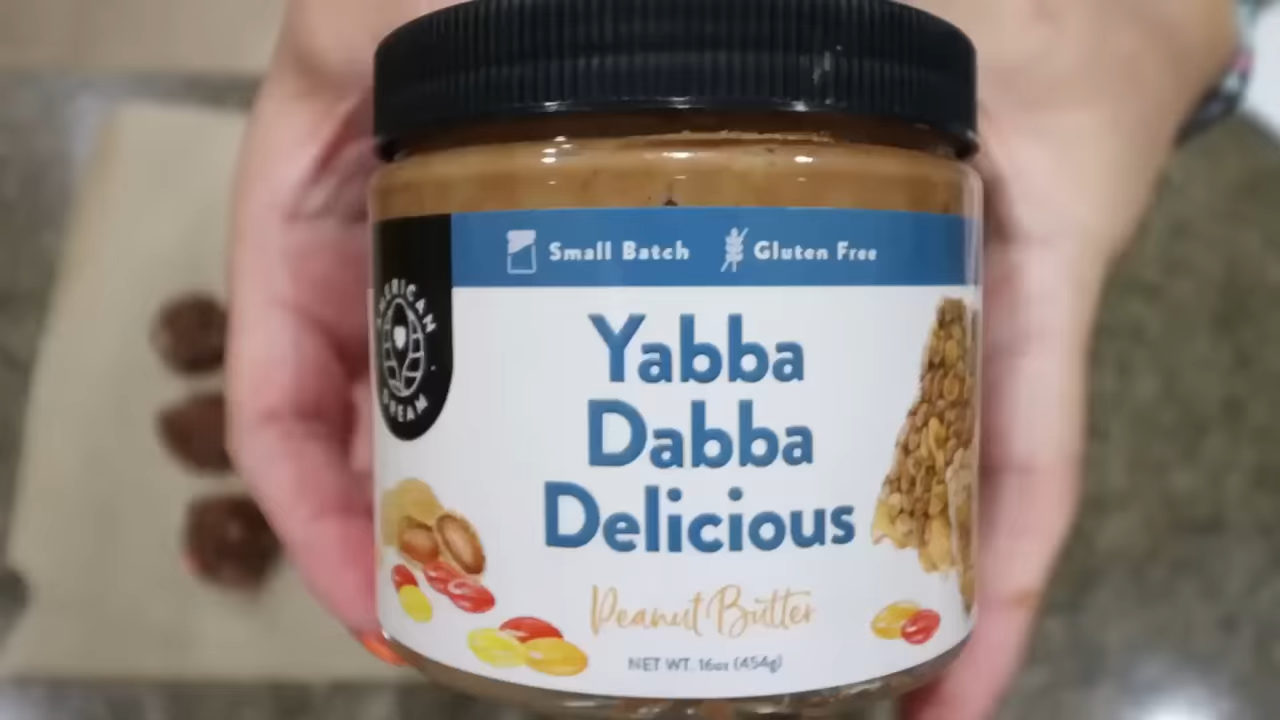 Small Batch Gluten Free
AMERICAN
DREAM
Yabba
Dabba
Delicious
Peanut Butter
NET WT. 16oz (454g)